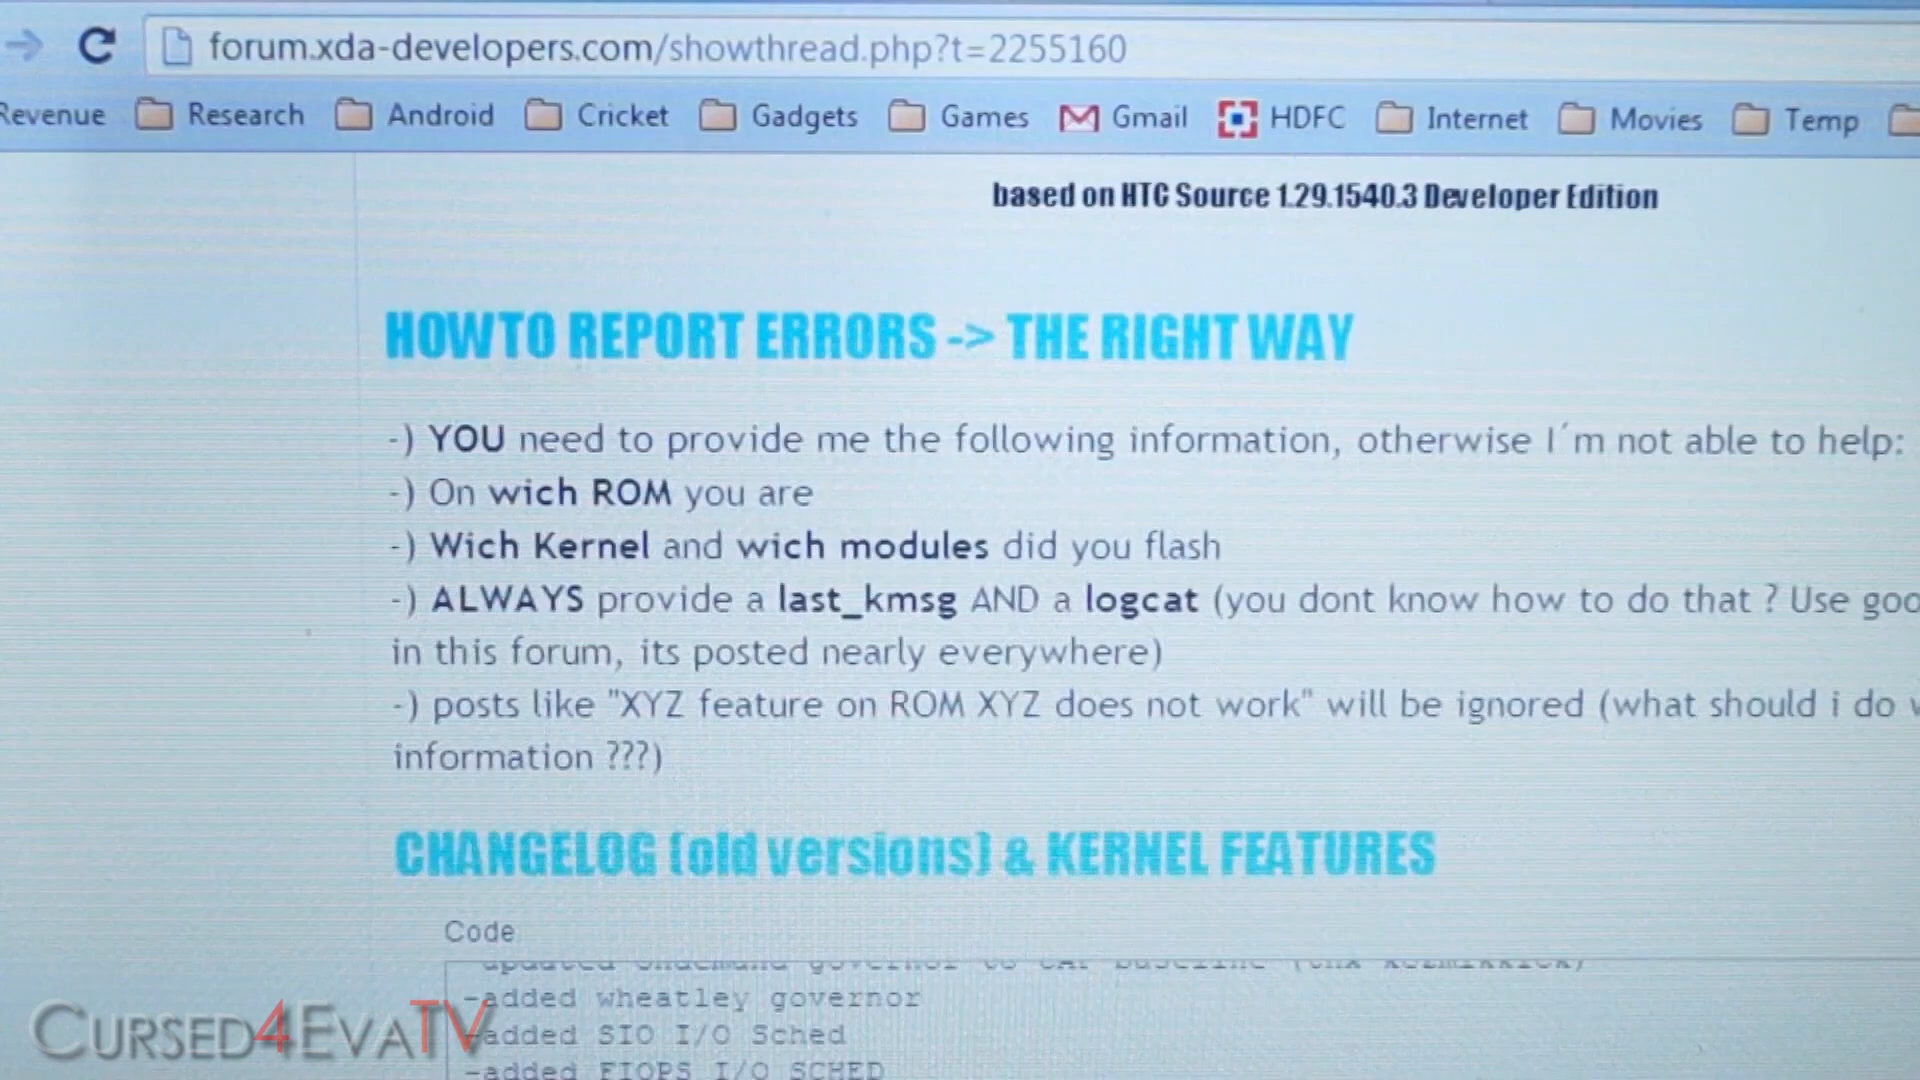 forum.xda-developers.com/showthread.php?t=2255160
Revenue Research Android Cricket Gadgets Games Gmail HDFC Internet Movies Temp
based on HTC Source 1.29.1540.3 Developer Edition
HOWTO REPORT ERRORS -> THE RIGHT WAY
-) YOU need to provide me the following information, otherwise I´m not able to help:
-) On wich ROM you are
-) Wich Kernel and wich modules did you flash
-) ALWAYS provide a last_kmsg AND a logcat (you dont know how to do that ? Use goo
in this forum, its posted nearly everywhere)
-) posts like "XYZ feature on ROM XYZ does not work" will be ignored (what should i do
information ???)
CHANGELOG (old versions) & KERNEL FEATURES
Code
-added wheatley governor
-added SIO I/O Sched
-added FIOPS I/O SCHED
CURSED4EVATV